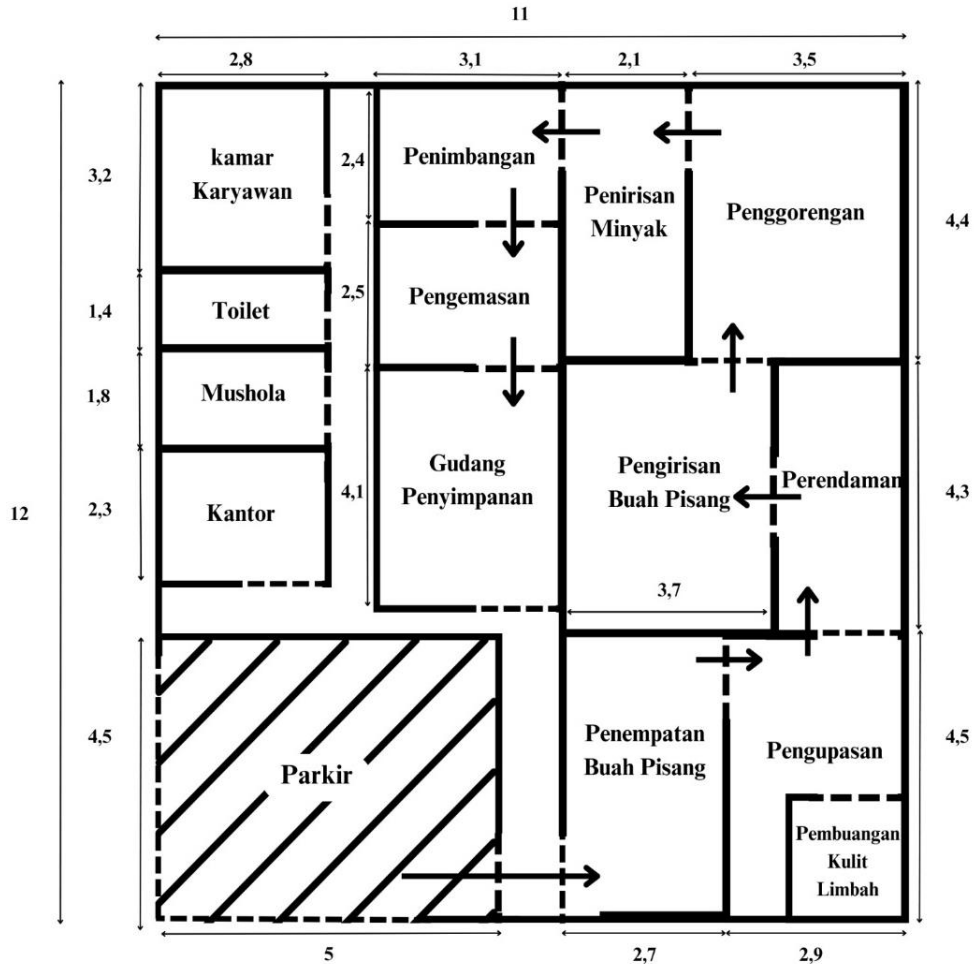 11
2,8
3,1
2,1
3,5
kamar
Karyawan
3,2
2,4
Penimbangan
Penirisan
Minyak
Penggorengan
4,4
Toilet
1,4
2,5
Pengemasan
Mushola
1,8
Gudang
Penyimpanan
4,1
Pengirisan
Buah Pisang
Perendaman
4,3
12
2,3
Kantor
3,7
4,5
Parkir
Penempatan
Buah Pisang
Pengupasan
4,5
Pembuangan
Kulit
Limbah
5
2,7
2,9